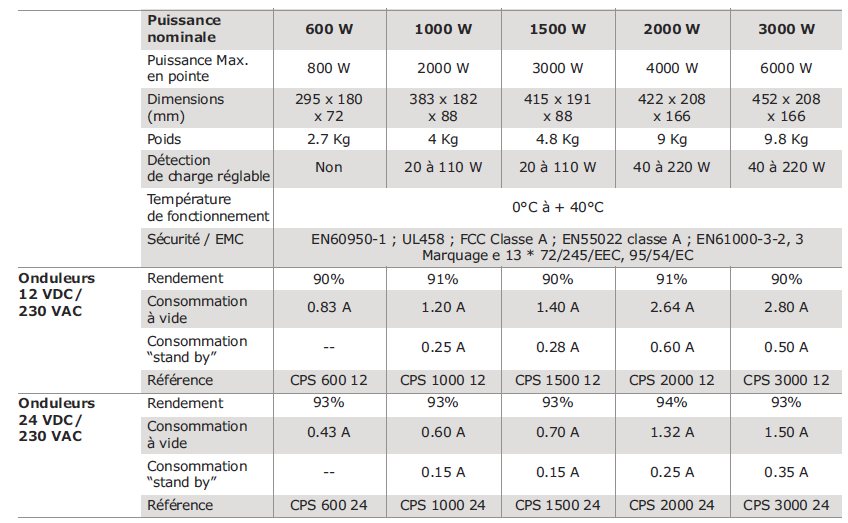 Puissance nominale 600 W 1000 W 1500 W 2000 W 3000 W
Puissance Max. en pointe 800 W 2000 W 3000 W 4000 W 6000 W
Dimensions (mm) 295 x 180 x 72 383 x 182 x 88 415 x 191 x 88 422 x 208 x 166 452 x 208 x 166
Poids 2.7 Kg 4 Kg 4.8 Kg 9 Kg 9.8 Kg
Détection de charge réglable Non 20 à 110 W 20 à 110 W 40 à 220 W 40 à 220 W
Température de fonctionnement 0°C à + 40°C
Sécurité / EMC EN60950-1 ; UL458 ; FCC Classe A ; EN55022 classe A ; EN61000-3-2, 3
Marquage e 13 * 72/245/EEC, 95/54/EC
Onduleurs 12 VDC/ 230 VAC
Rendement 90% 91% 90% 91% 90%
Consommation à vide 0.83 A 1.20 A 1.40 A 2.64 A 2.80 A
Consommation “stand by” -- 0.25 A 0.28 A 0.60 A 0.50 A
Référence CPS 600 12 CPS 1000 12 CPS 1500 12 CPS 2000 12 CPS 3000 12
Onduleurs 24 VDC/ 230 VAC
Rendement 93% 93% 93% 94% 93%
Consommation à vide 0.43 A 0.60 A 0.70 A 1.32 A 1.50 A
Consommation “stand by” -- 0.15 A 0.15 A 0.25 A 0.35 A
Référence CPS 600 24 CPS 1000 24 CPS 1500 24 CPS 2000 24 CPS 3000 24